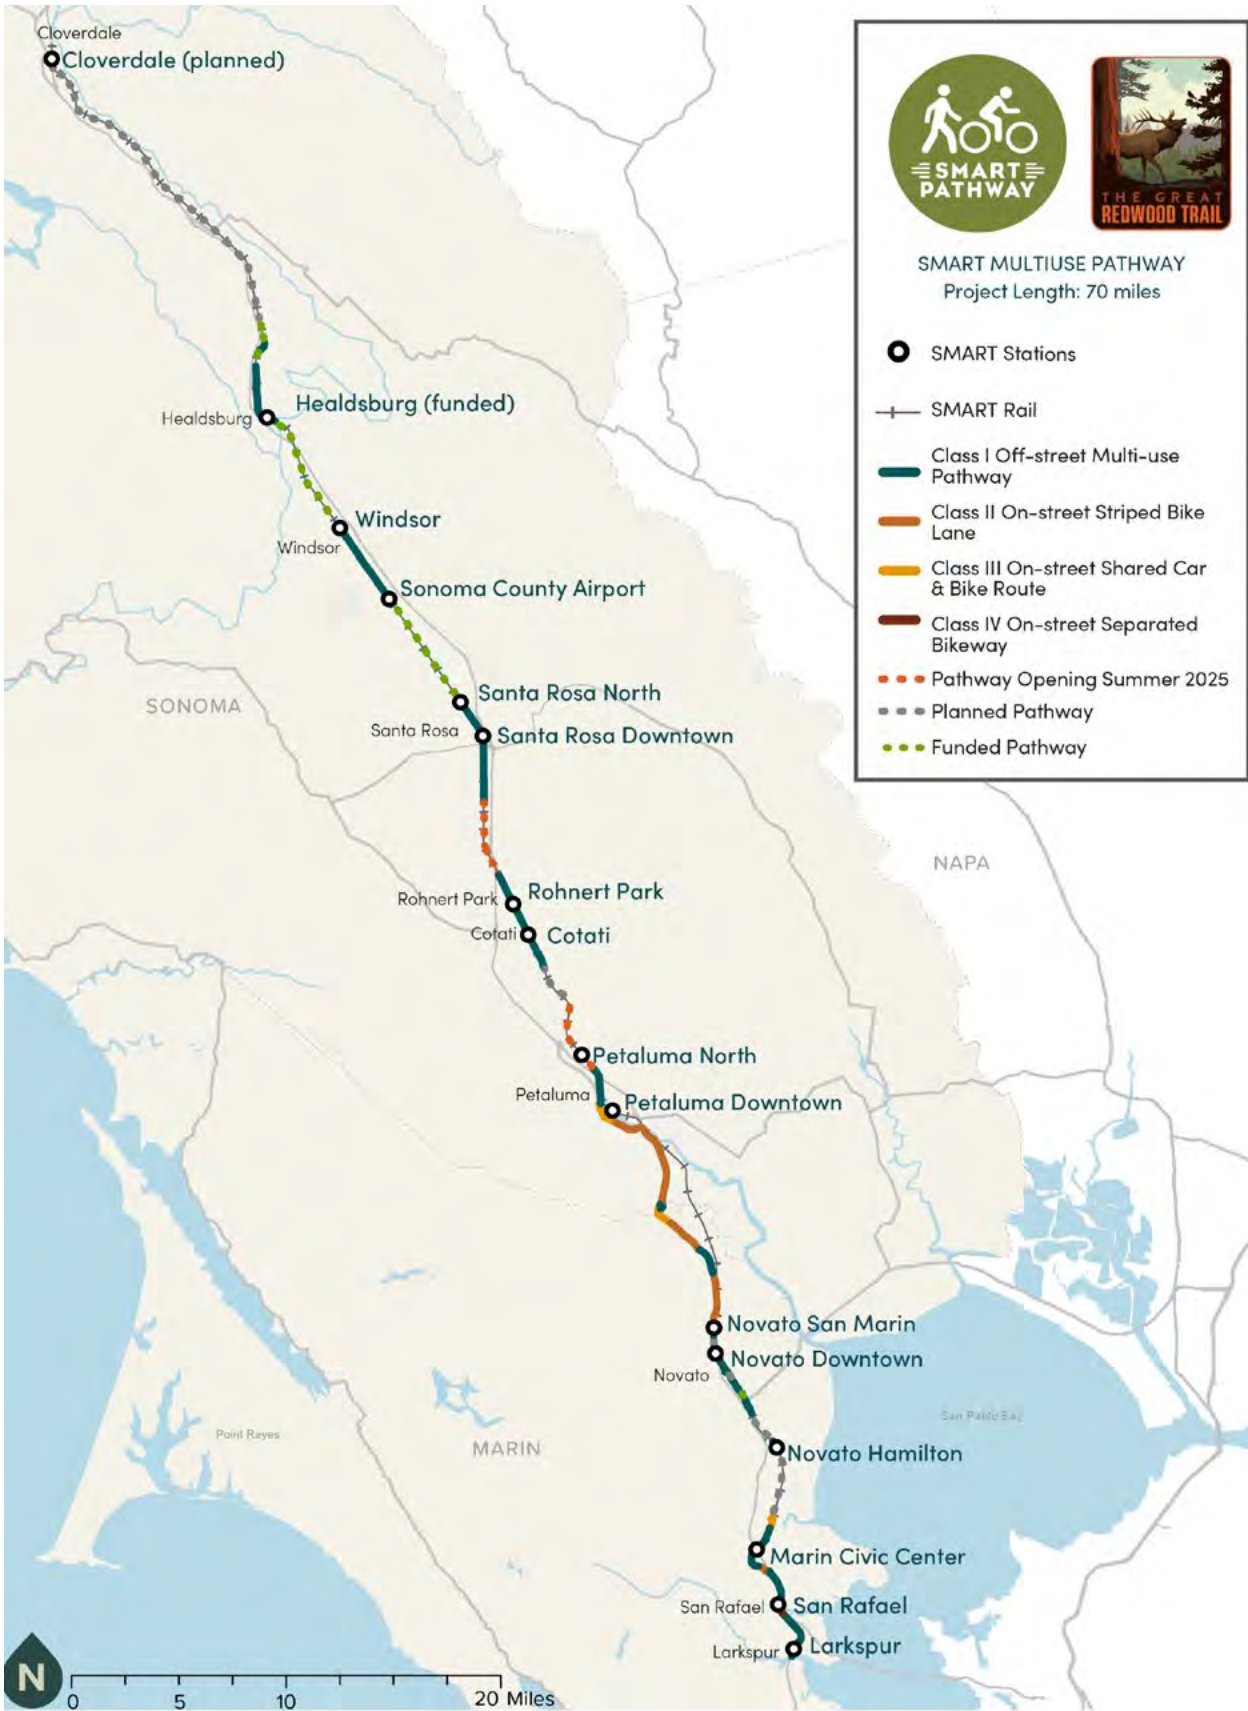 Cloverdale
Cloverdale (planned)
SMART
PATHWAY
THE GREAT
REDWOOD TRAIL
SMART MULTIUSE PATHWAY
Project Length: 70 miles
SMART Stations
SMART Rail
Class I Off-street Multi-use
Pathway
Class II On-street Striped Bike
Lane
Class III On-street Shared Car
& Bike Route
Class IV On-street Separated
Bikeway
Pathway Opening Summer 2025
Planned Pathway
Funded Pathway
Healdsburg (funded)
Healdsburg
Windsor
Windsor
Sonoma County Airport
SONOMA
Santa Rosa North
Santa Rosa
Santa Rosa Downtown
NAPA
Rohnert Park
Rohnert Park
Cotati
Cotati
Petaluma North
Petaluma
Petaluma Downtown
Novato San Marin
Novato Downtown
Novato
San Pablo Bay
Point Reyes
MARIN
Novato Hamilton
Marin Civic Center
San Rafael
San Rafael
Larkspur
Larkspur
N
0 5 10 20 Miles